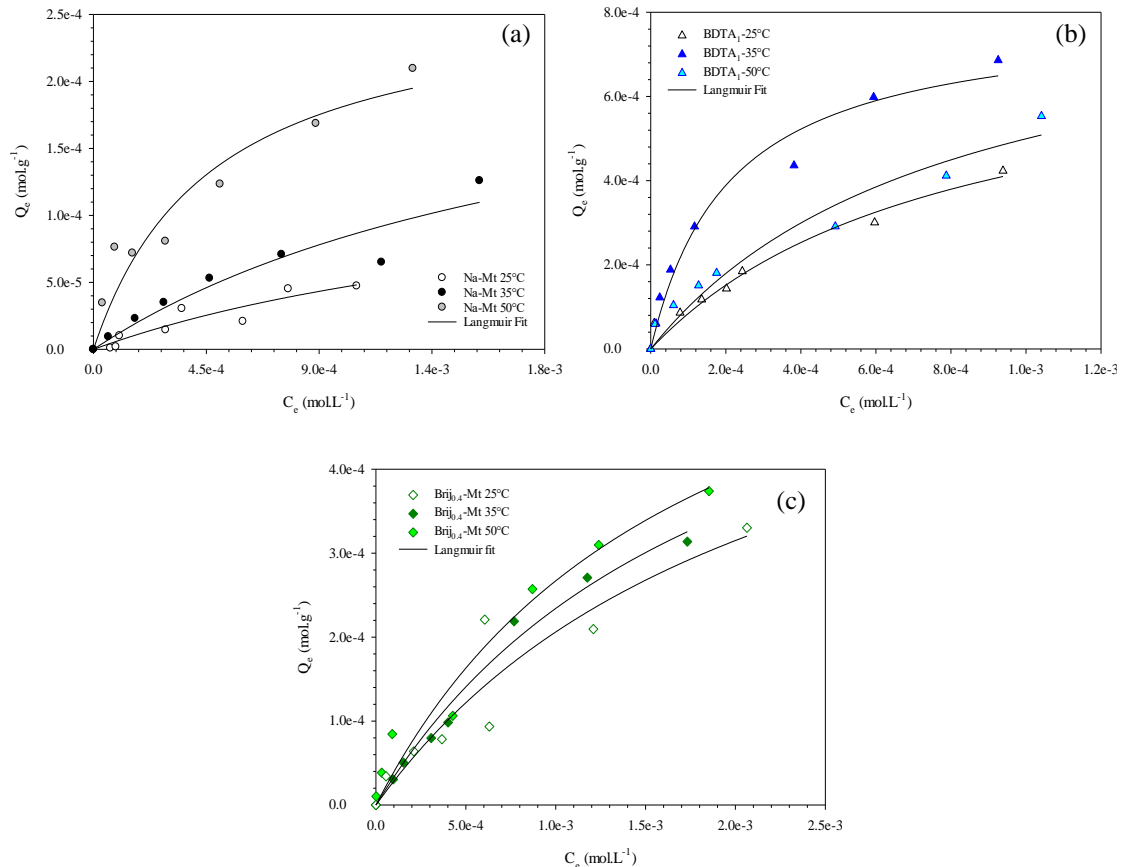 (a)
2.5e-4
2.0e-4
1.5e-4
1.0e-4
5.0e-5
0.0
Qe (mol.g-1)
Na-Mt 25°C
Na-Mt 35°C
Na-Mt 50°C
Langmuir Fit
0.0 4.5e-4 9.0e-4 1.4e-3 1.8e-3
Ce (mol.L-1)
(b)
8.0e-4
6.0e-4
4.0e-4
2.0e-4
0.0
Qe (mol.g-1)
BDTA1-25°C
BDTA1-35°C
BDTA1-50°C
Langmuir Fit
0.0 2.0e-4 4.0e-4 6.0e-4 8.0e-4 1.0e-3 1.2e-3
Ce (mol.L-1)
(c)
4.0e-4
3.0e-4
2.0e-4
1.0e-4
0.0
Qe (mol.g-1)
Brij0.4-Mt 25°C
Brij0.4-Mt 35°C
Brij0.4-Mt 50°C
Langmuir fit
0.0 5.0e-4 1.0e-3 1.5e-3 2.0e-3 2.5e-3
Ce (mol.L-1)